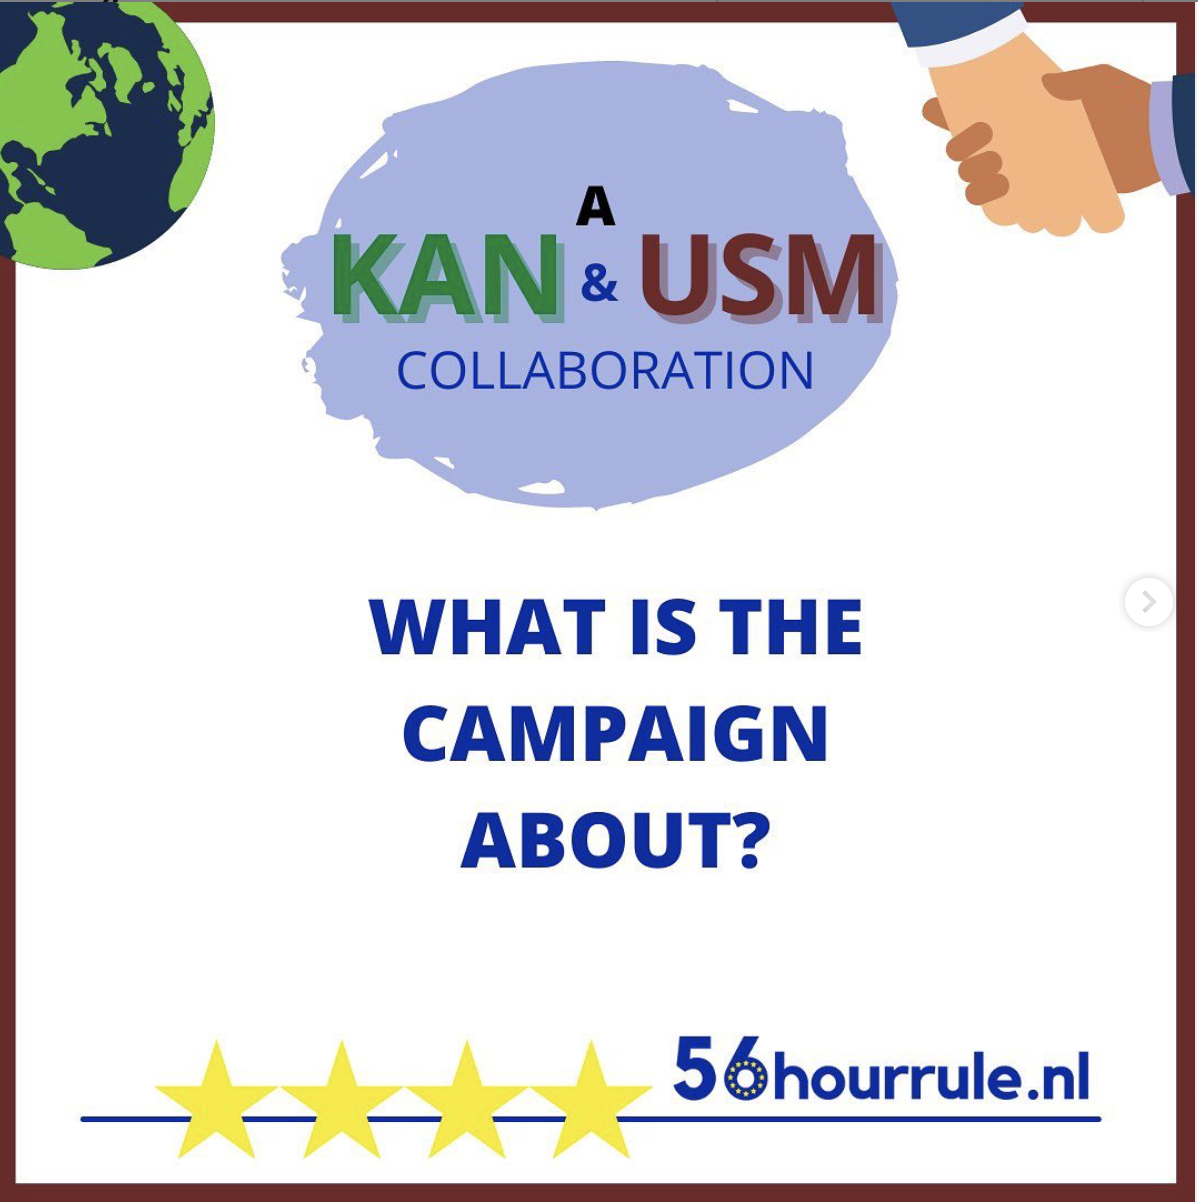 A
KAN & USM
COLLABORATION
WHAT IS THE
CAMPAIGN
ABOUT?
56hourrule.nl